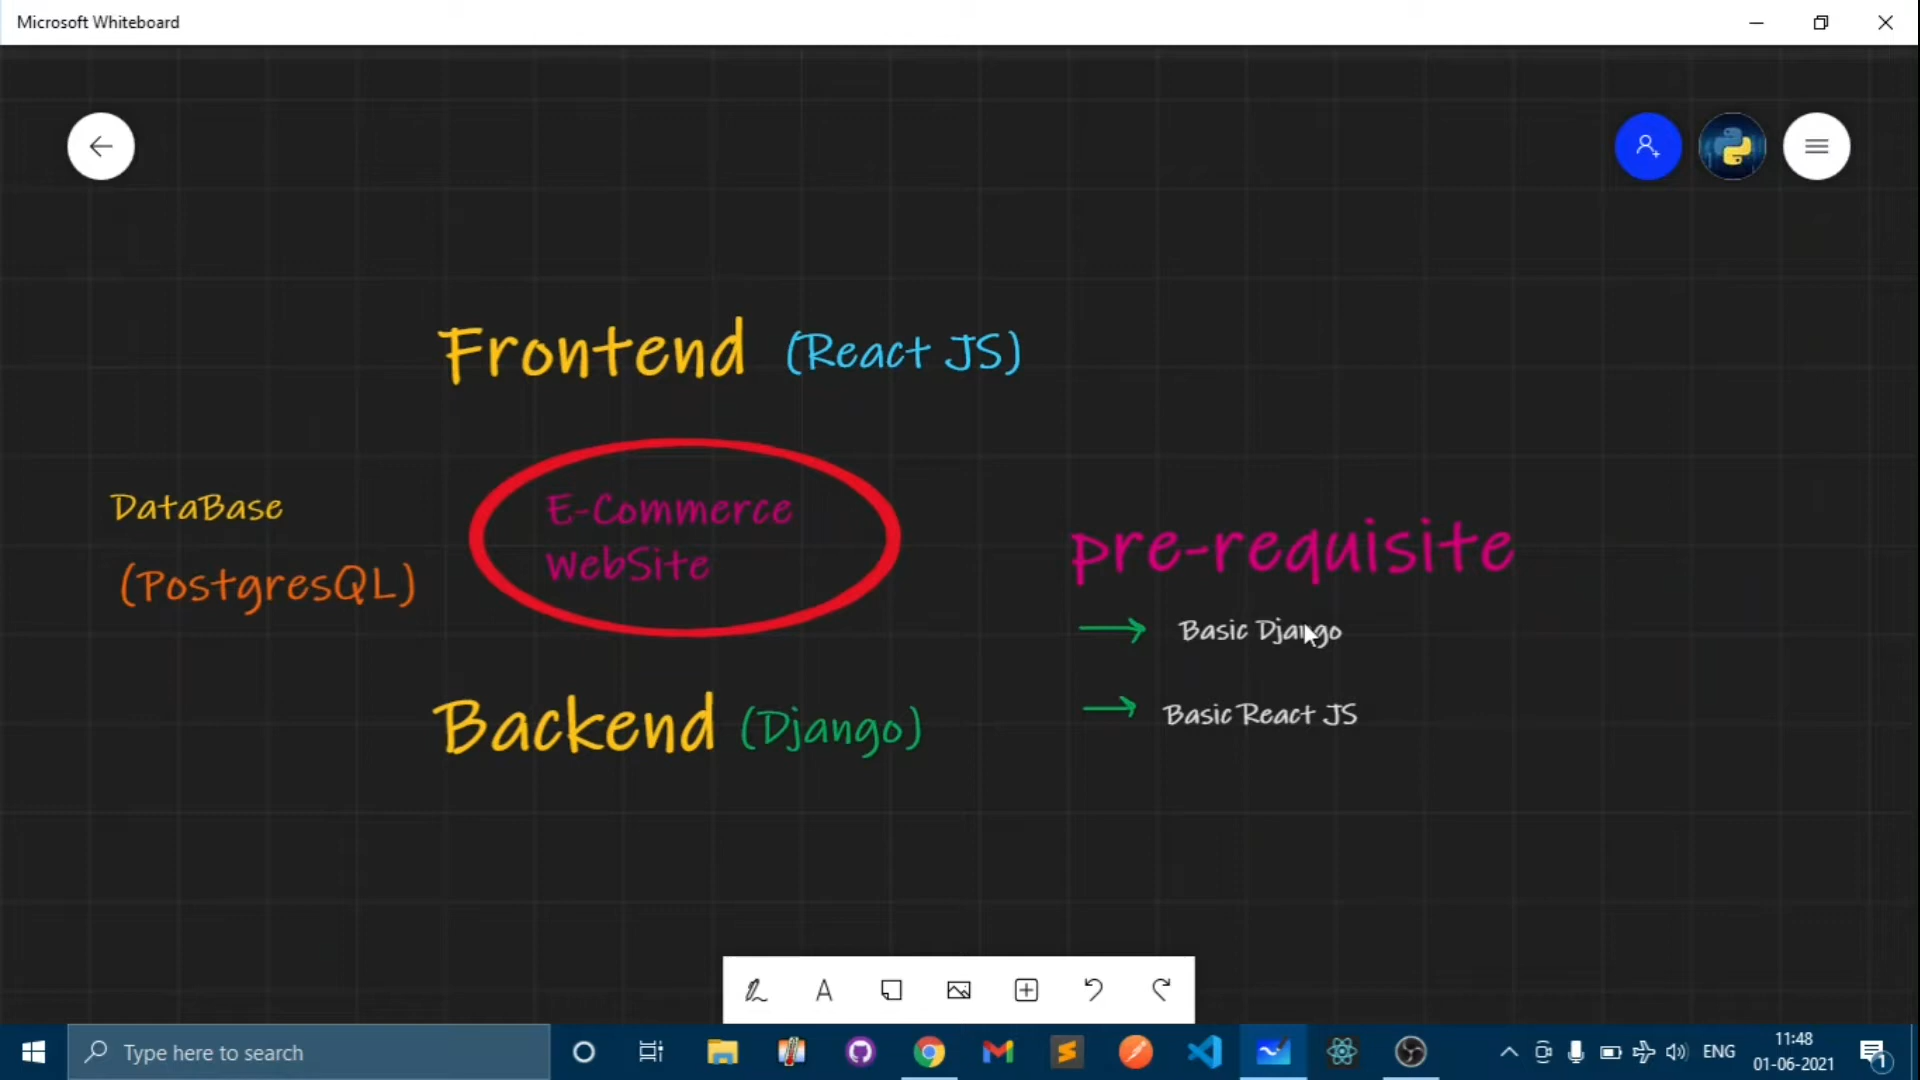 Microsoft Whiteboard
Frontend (React JS)
DataBase
(PostgresQL)
E-Commerce
WebSite
pre-requisite
Basic Django
Basic React JS
Backend (Django)
Type here to search
ENG
11:48
01-06-2021
1